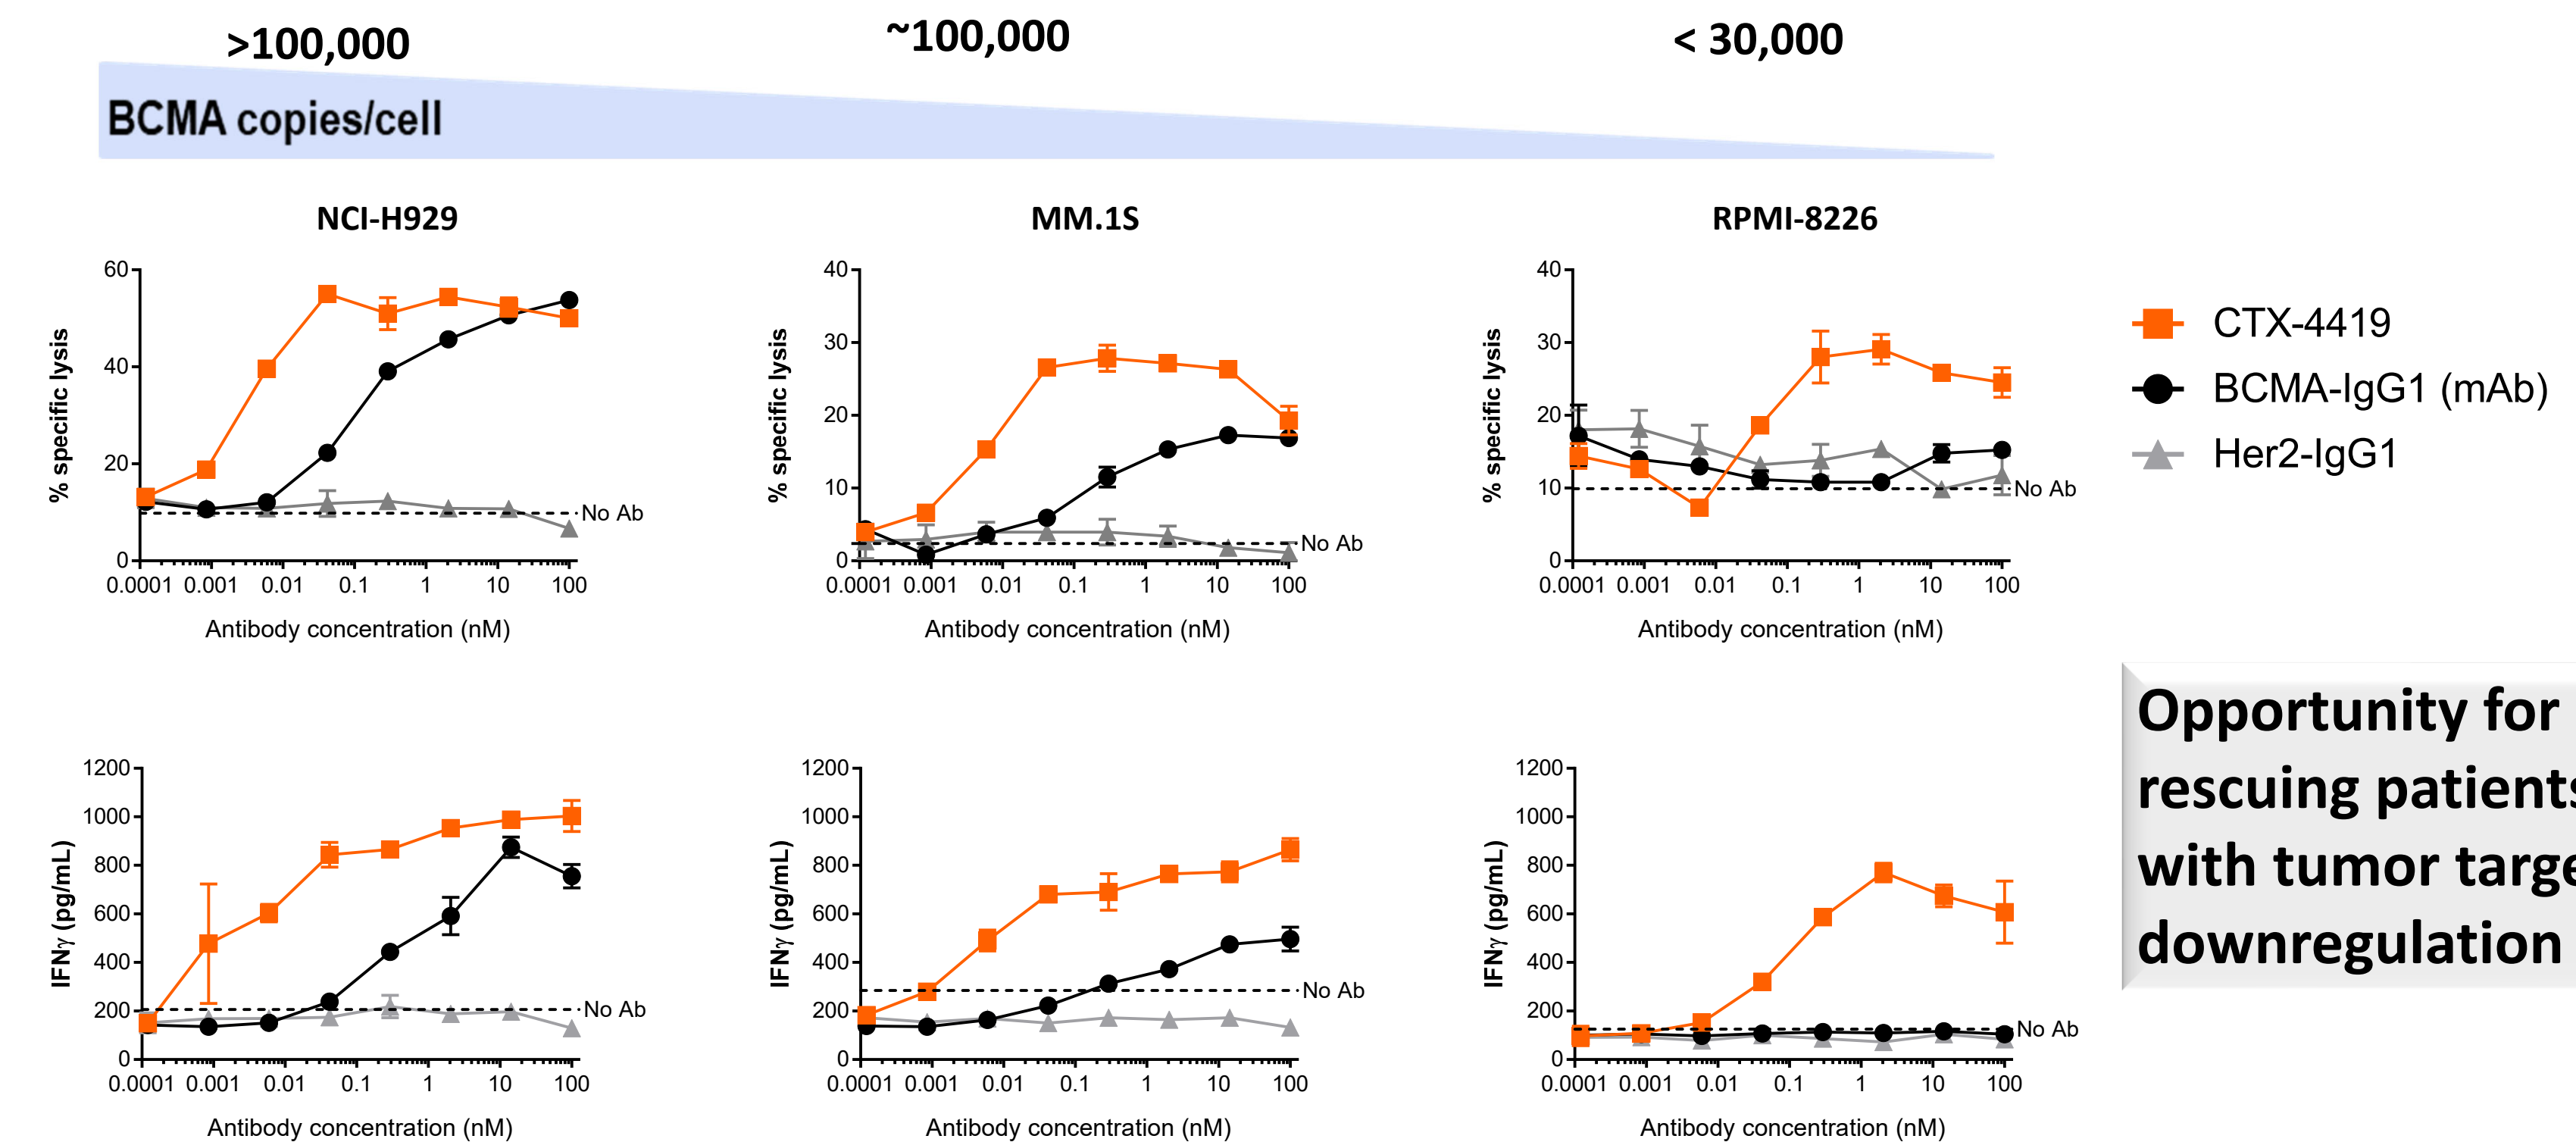 >100,000
~100,000
< 30,000
BCMA copies/cell
NCI-H929
MM.1S
RPMI-8226
% specific lysis
60
40
20
0
No Ab
0.0001 0.001 0.01 0.1 1 10 100
Antibody concentration (nM)
% specific lysis
40
30
20
10
0
No Ab
0.0001 0.001 0.01 0.1 1 10 100
Antibody concentration (nM)
% specific lysis
40
30
20
10
0
No Ab
0.0001 0.001 0.01 0.1 1 10 100
Antibody concentration (nM)
CTX-4419
BCMA-IgG1 (mAb)
Her2-IgG1
IFNγ (pg/mL)
1200
1000
800
600
400
200
0
No Ab
0.0001 0.001 0.01 0.1 1 10 100
Antibody concentration (nM)
IFNγ (pg/mL)
1200
1000
800
600
400
200
0
No Ab
0.0001 0.001 0.01 0.1 1 10 100
Antibody concentration (nM)
IFNγ (pg/mL)
1200
1000
800
600
400
200
0
No Ab
0.0001 0.001 0.01 0.1 1 10 100
Antibody concentration (nM)
Opportunity for
rescuing patients
with tumor targe
downregulation